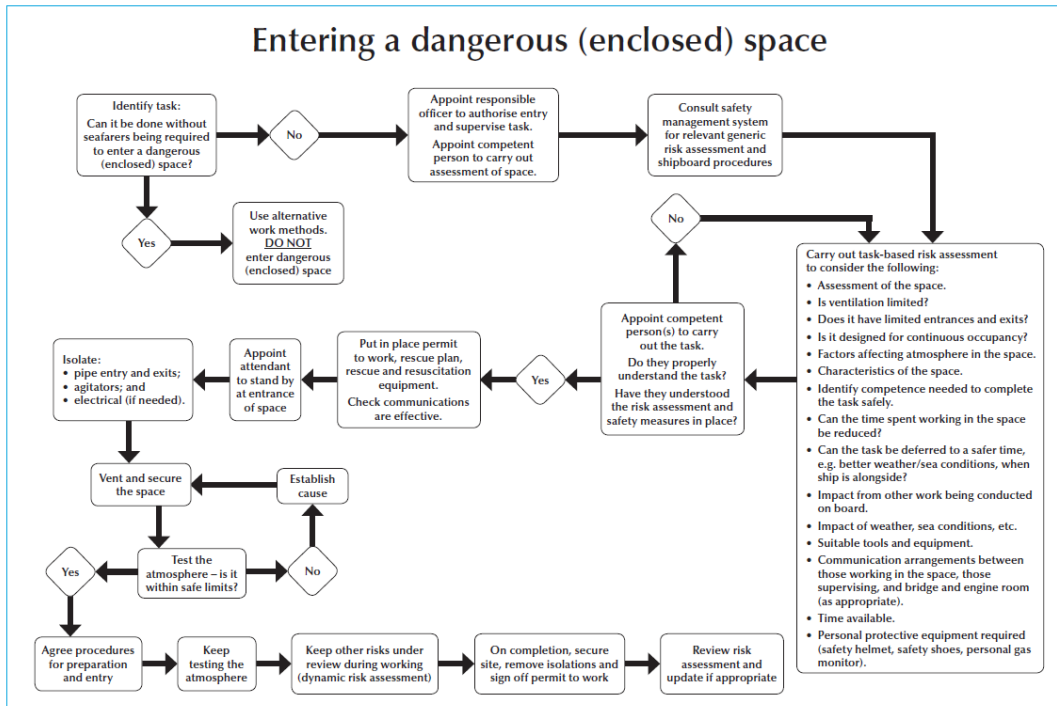 Entering a dangerous (enclosed) space
Identify task:
Can it be done without
seafarers being required
to enter a dangerous
(enclosed) space?
No
Appoint responsible
officer to authorise entry
and supervise task.
Appoint competent
person to carry out
assessment of space.
Consult safety
management system
for relevant generic
risk assessment and
shipboard procedures
Yes
Use alternative
work methods.
DO NOT
enter dangerous
(enclosed) space
No
Carry out task-based risk assessment
to consider the following:
• Assessment of the space.
• Is ventilation limited?
• Does it have limited entrances and exits?
• Is it designed for continuous occupancy?
• Factors affecting atmosphere in the space.
• Characteristics of the space.
• Identify competence needed to complete
the task safely.
• Can the time spent working in the space
be reduced?
• Can the task be deferred to a safer time,
e.g. better weather/sea conditions, when
ship is alongside?
• Impact from other work being conducted
on board.
• Impact of weather, sea conditions, etc.
• Suitable tools and equipment.
• Communication arrangements between
those working in the space, those
supervising, and bridge and engine room
(as appropriate).
• Time available.
• Personal protective equipment required
(safety helmet, safety shoes, personal gas
monitor).
Appoint competent
person(s) to carry
out the task.
Do they properly
understand the task?
Have they understood
the risk assessment and
safety measures in place?
Yes
Put in place permit
to work, rescue plan,
rescue and resuscitation
equipment.
Check communications
are effective.
Appoint
attendant
to stand by
at entrance
of space
Isolate:
• pipe entry and exits;
• agitators; and
• electrical (if needed).
Vent and secure
the space
Establish
cause
Test the
atmosphere – is it
within safe limits?
No
Yes
Agree procedures
for preparation
and entry
Keep
testing the
atmosphere
Keep other risks under
review during working
(dynamic risk assessment)
On completion, secure
site, remove isolations and
sign off permit to work
Review risk
assessment and
update if appropriate